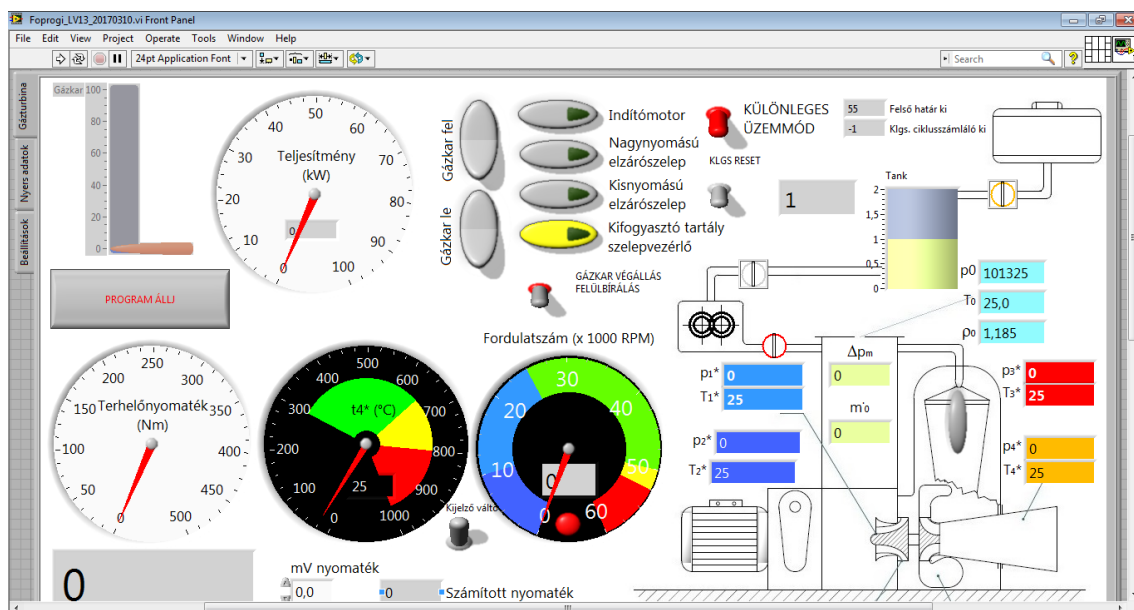 Foprogi_LV13_20170310.vi Front Panel
File Edit View Project Operate Tools Window Help
24pt Application Font
Search
Gázturbina
Nyers adatok
Beállítások
Gázkar
100
80
60
40
20
0
Teljesítmény
(kW)
0
0 10 20 30 40 50 60 70 80 90 100
Gázkar fel
Gázkar le
Indítómotor
Nagynyomású
elzárószelep
Kisnyomású
elzárószelep
Kifogyasztó tartály
szelepvezérlő
KÜLÖNLEGES
ÜZEMMÓD
55 Felső határ ki
-1 Klgs. ciklusszámláló ki
KLGS RESET
1
GÁZKAR VÉGÁLLÁS
FELÜLBÍRÁLÁS
Tank
2
1,5
1
0,5
0
p0 101325
T0 25,0
ρ0 1,185
PROGRAM ÁLLJ
Terhelőnyomaték
(Nm)
0 50 100 150 200 250 300 350 400 450 500
t4* (°C)
25
0 100 200 300 400 500 600 700 800 900 1000
Kijelző váltó
Fordulatszám (x 1000 RPM)
0
0 10 20 30 40 50 60
Δpm
0
m0
0
p1* 0
T1* 25
p2* 0
T2* 25
p3* 0
T3* 25
p4* 0
T4* 25
0
mV nyomaték
0,0
0 Számított nyomaték